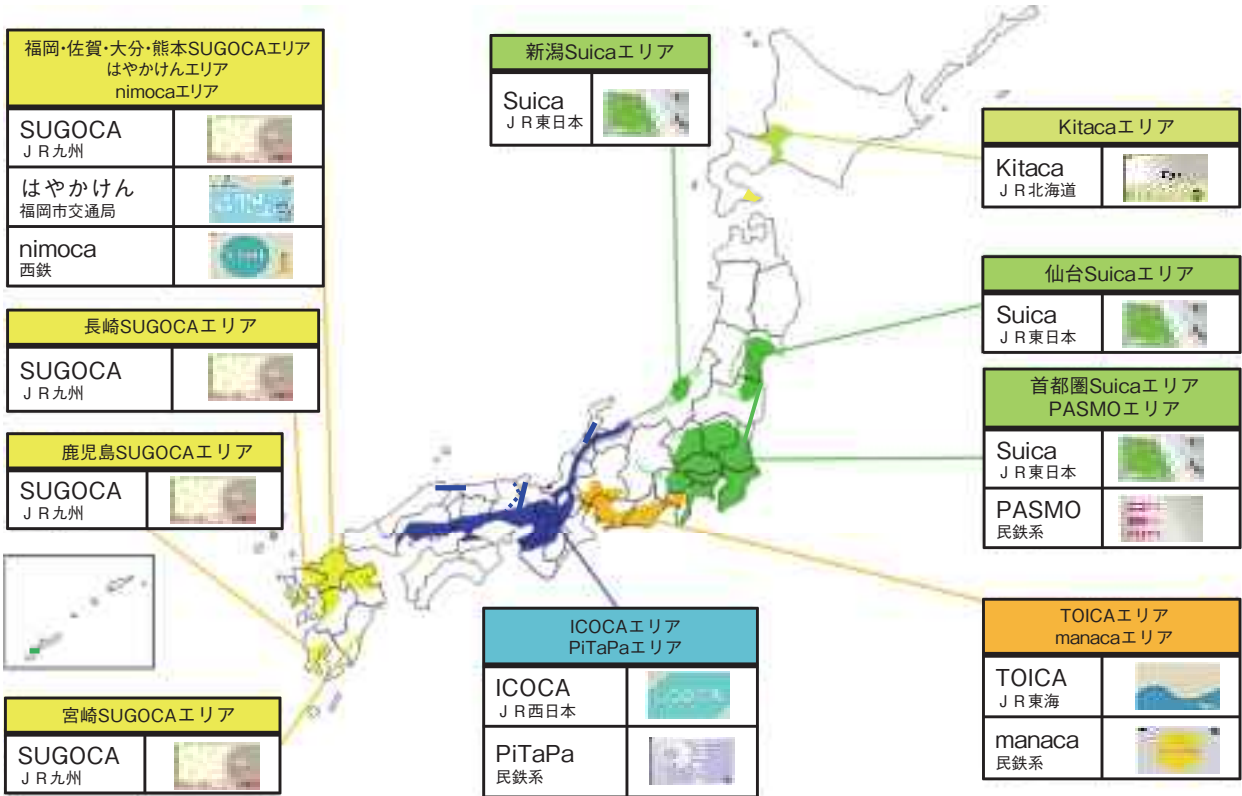 福岡・佐賀・大分・熊本SUGOCAエリア
はやかけんエリア
nimocaエリア
SUGOCA
ＪＲ九州
はやかけん
福岡市交通局
nimoca
西鉄
長崎SUGOCAエリア
SUGOCA
ＪＲ九州
鹿児島SUGOCAエリア
SUGOCA
ＪＲ九州
宮崎SUGOCAエリア
SUGOCA
ＪＲ九州
新潟Suicaエリア
Suica
ＪＲ東日本
Kitacaエリア
Kitaca
ＪＲ北海道
仙台Suicaエリア
Suica
ＪＲ東日本
首都圏Suicaエリア
PASMOエリア
Suica
ＪＲ東日本
PASMO
民鉄系
ICOCAエリア
PiTaPaエリア
ICOCA
ＪＲ西日本
PiTaPa
民鉄系
TOICAエリア
manacaエリア
TOICA
ＪＲ東海
manaca
民鉄系